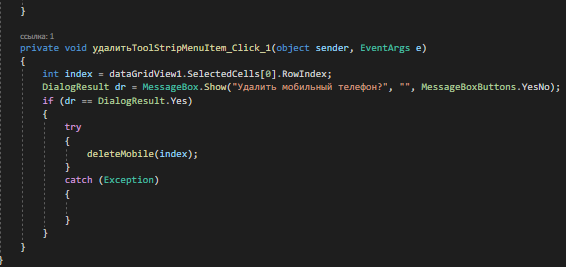 }
ссылка: 1
private void удалитьToolStripMenuItem_Click_1(object sender, EventArgs e)
{
int index = dataGridView1.SelectedCells[0].RowIndex;
DialogResult dr = MessageBox.Show("Удалить мобильный телефон?", "", MessageBoxButtons.YesNo);
if (dr == DialogResult.Yes)
{
try
{
deleteMobile(index);
}
catch (Exception)
{
}
}
}
}